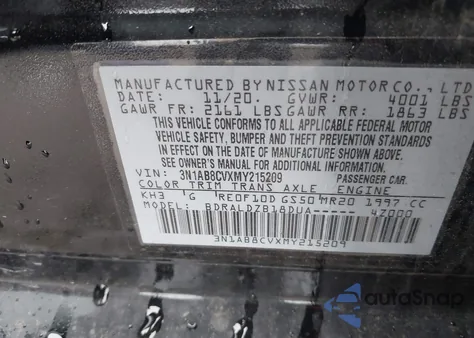 MANUFACTURED BY NISSAN MOTOR CO., LTD
DATE: 11/20. GVWR: 4001 LBS
GAWR FR: 2161 LBS GAWR RR: 1863 LBS
THIS VEHICLE CONFORMS TO ALL APPLICABLE FEDERAL MOTOR
VEHICLE SAFETY, BUMPER AND THEFT PREVENTION STANDARDS
IN EFFECT ON THE DATE OF MANUFACTURE SHOWN ABOVE.
SEE OWNER'S MANUAL FOR ADDITIONAL INFORMATION.
VIN: 3N1AB8CVXMY215209 PASSENGER CAR.
COLOR TRIM TRANS AXLE ENGINE
KH3 G RE0F10D GS50 MR20 1997 CC
MODEL: BDRALDZB18DUA----- 4Z000
3N1AB8CVXMY215209
autoSnap